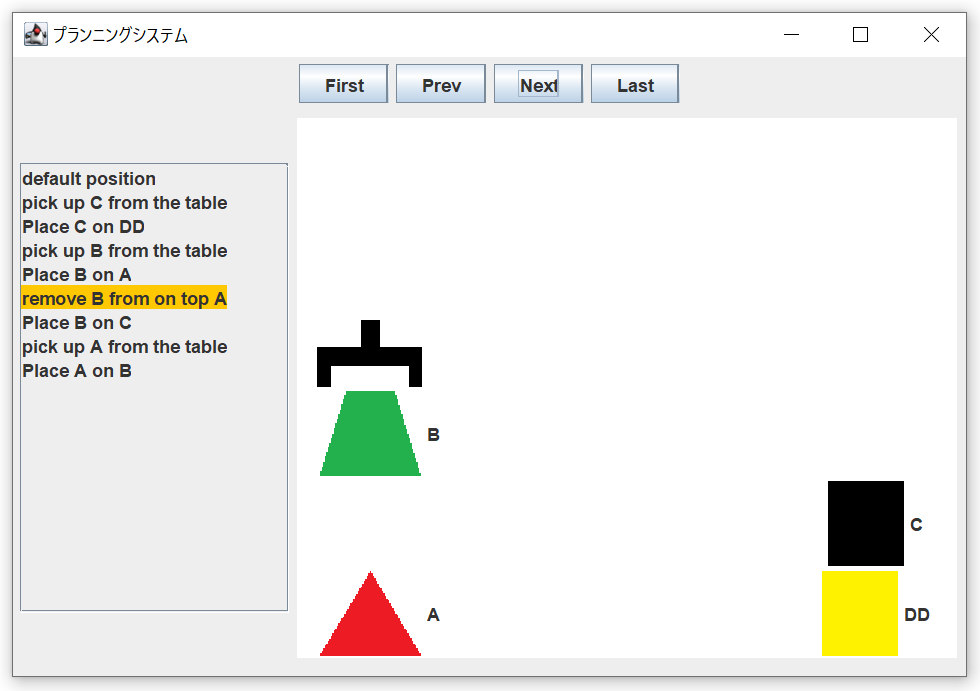 プランニングシステム
First Prev Next Last
default position
pick up C from the table
Place C on DD
pick up B from the table
Place B on A
remove B from on top A
Place B on C
pick up A from the table
Place A on B
B
C
A
DD